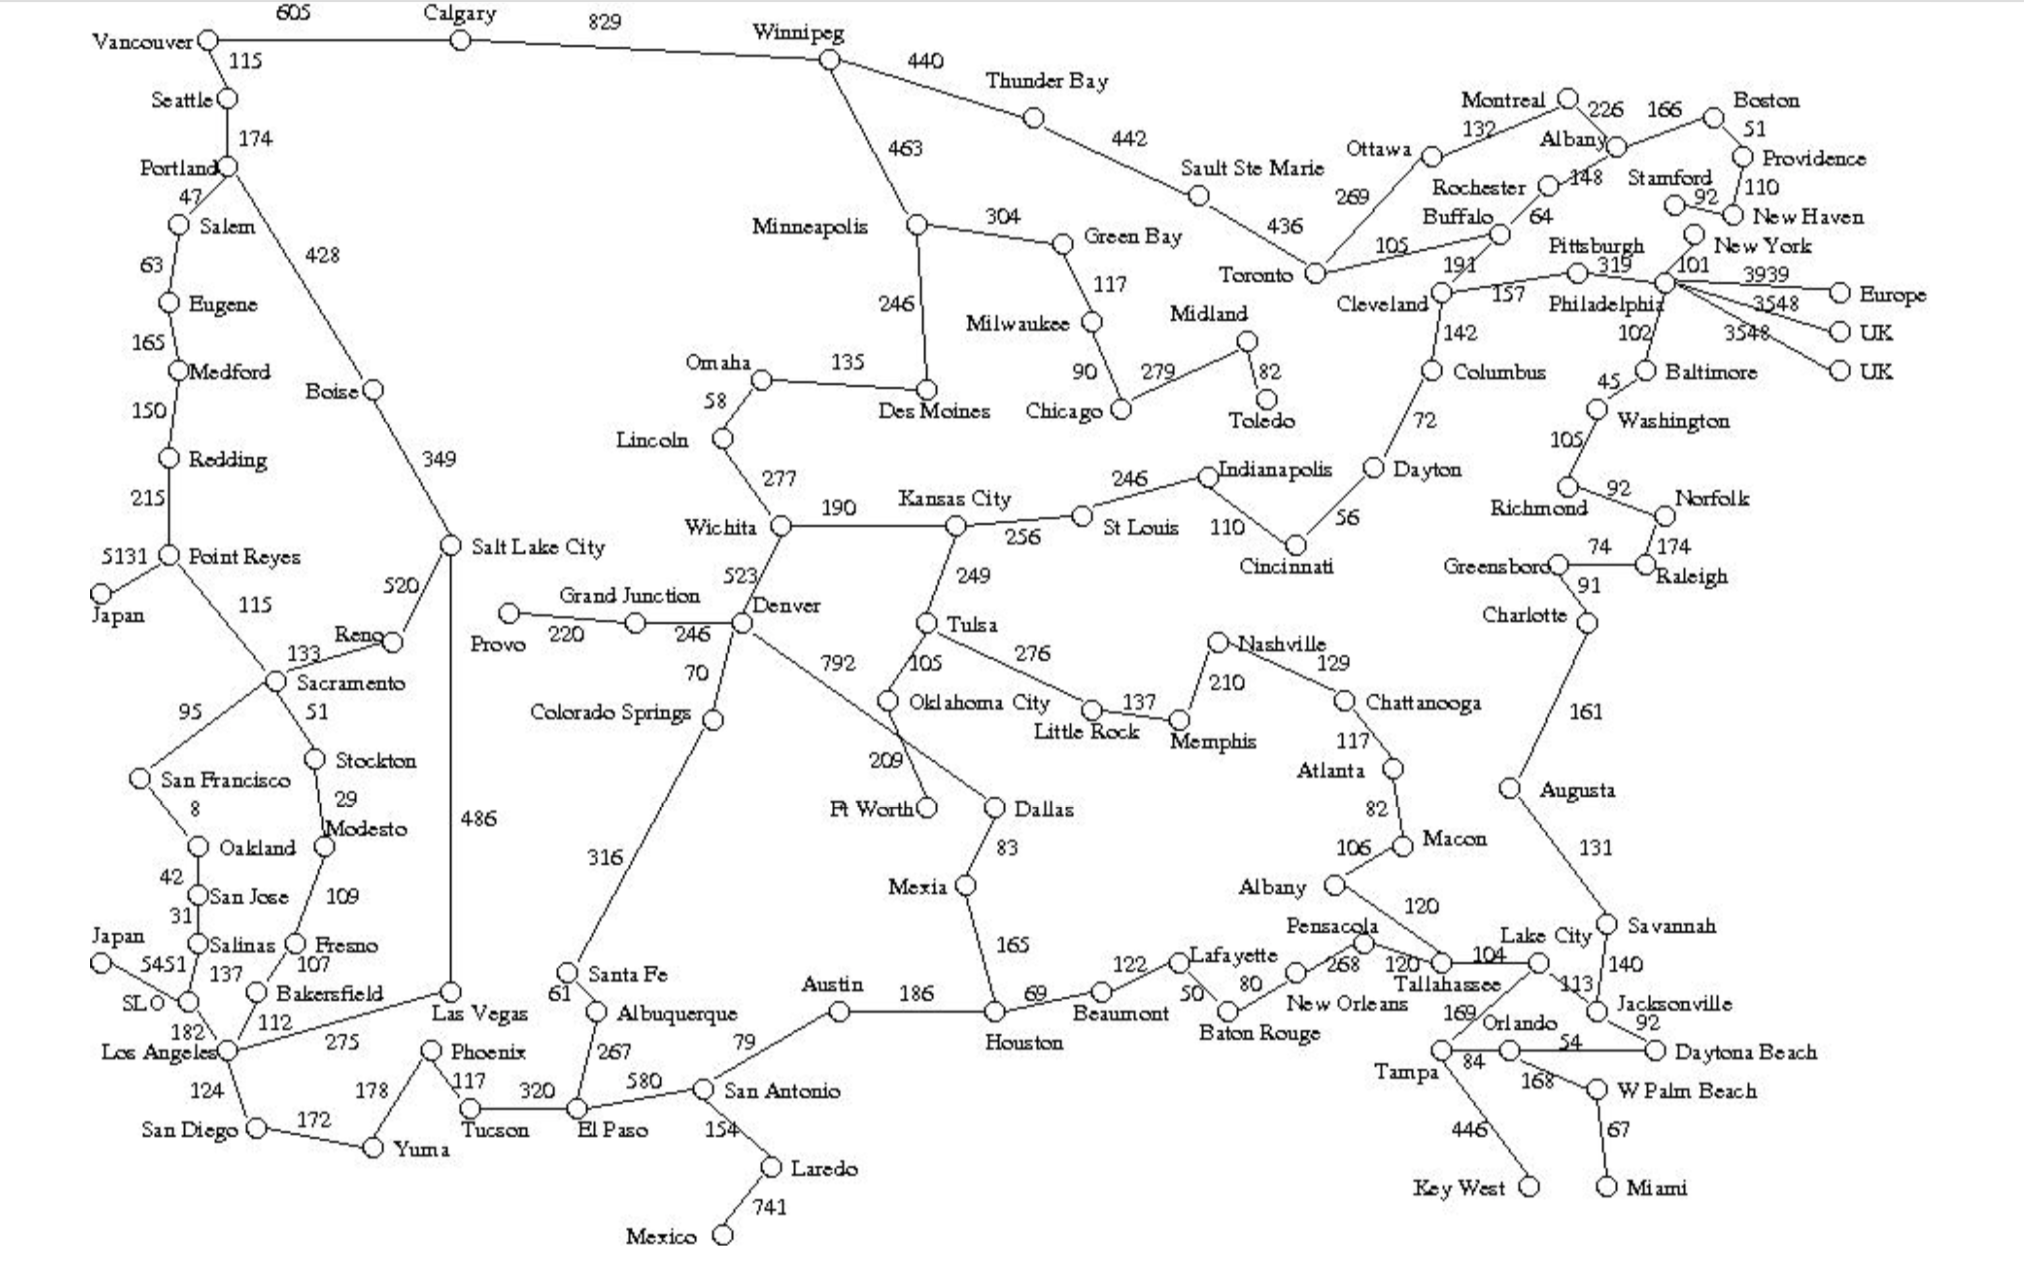 605
Calgary
829
Winnipeg
Vancouver
115
440
Thunder Bay
Seattle
Montreal
226
166
Boston
174
463
442
Ottawa
132
Albany
51
Providence
Portland
Sault Ste Marie
Rochester
148
Stamford
92
110
47
269
Salem
Minneapolis
304
Green Bay
436
Buffalo
64
New Haven
428
105
Pittsburgh
New York
63
Toronto
191
319
101
3939
Eugene
246
117
Cleveland
157
Philadelphia
3548
Europe
165
Milwaukee
Midland
142
102
3548
UK
Medford
Omaha
135
90
279
82
Columbus
Baltimore
UK
Boise
58
Des Moines
Chicago
Toledo
45
150
72
Washington
Lincoln
105
Redding
349
277
246
Indianapolis
Dayton
92
215
190
Kansas City
Norfolk
Wichita
256
St Louis
110
56
Richmond
5131
Point Reyes
Salt Lake City
Cincinnati
74
174
Japan
520
523
249
Greensboro
91
Raleigh
115
Grand Junction
Denver
Charlotte
Provo
220
246
Tulsa
Reno
133
70
792
105
276
Nashville
129
Sacramento
210
95
51
Colorado Springs
Oklahoma City
137
Chattanooga
161
Little Rock
Memphis
117
San Francisco
Stockton
209
Atlanta
8
29
Ft Worth
Dallas
82
Augusta
Modesto
486
Oakland
316
83
106
Macon
131
42
San Jose
109
Mexia
Albany
31
120
Japan
Salinas
Fresno
165
Pensacola
Lake City
Savannah
5451
137
107
Santa Fe
122
Lafayette
268
120
104
140
SLO
Bakersfield
61
Austin
186
50
80
New Orleans
Tallahassee
113
182
112
Las Vegas
Albuquerque
69
Beaumont
Baton Rouge
169
Orlando
Jacksonville
92
Los Angeles
275
Phoenix
267
79
Houston
84
54
Daytona Beach
124
178
117
320
580
San Antonio
Tampa
168
W Palm Beach
San Diego
172
Yuma
Tucson
El Paso
154
446
67
Laredo
Key West
Miami
741
Mexico